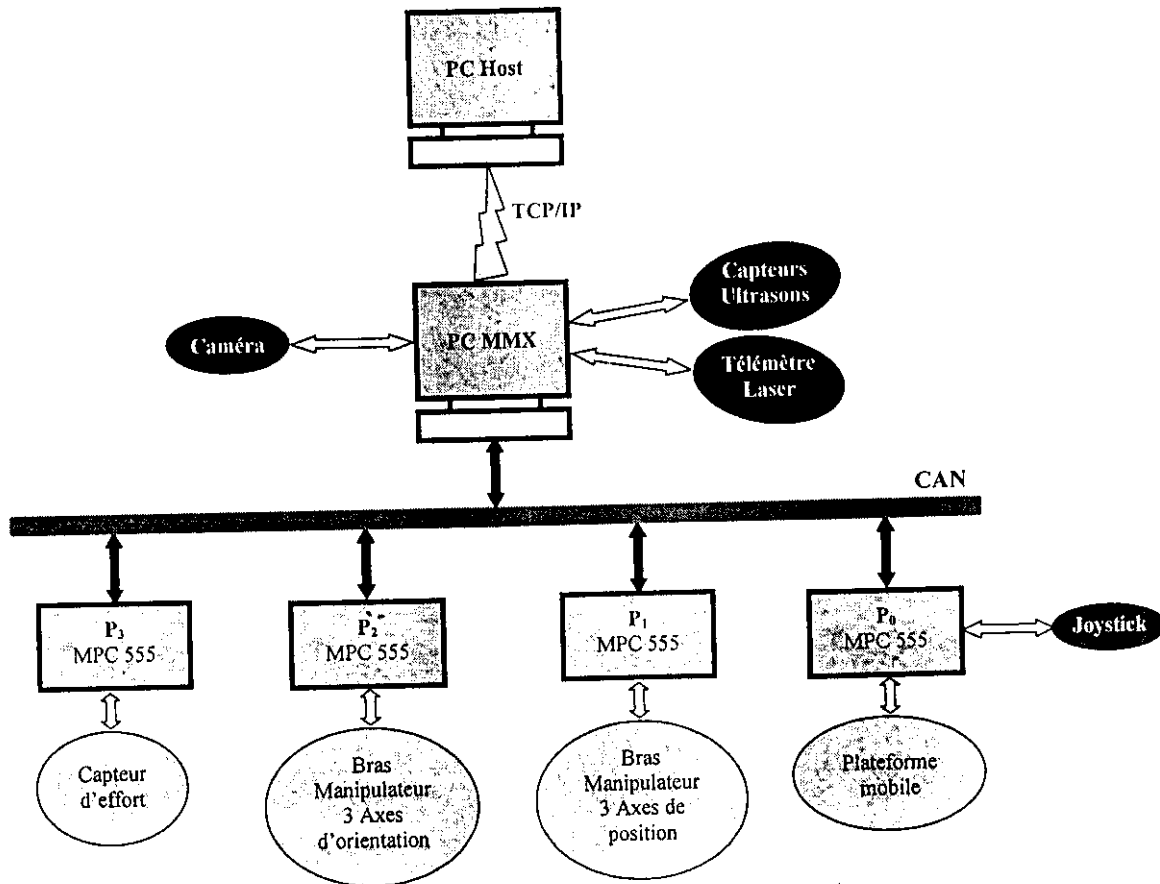 PC Host
TCP/IP
Capteurs
Ultrasons
Caméra
PC MMX
Télémètre
Laser
CAN
P3
MPC 555
P2
MPC 555
P1
MPC 555
P0
MPC 555
Joystick
Capteur
d'effort
Bras
Manipulateur
3 Axes
d'orientation
Bras
Manipulateur
3 Axes de
position
Plateforme
mobile